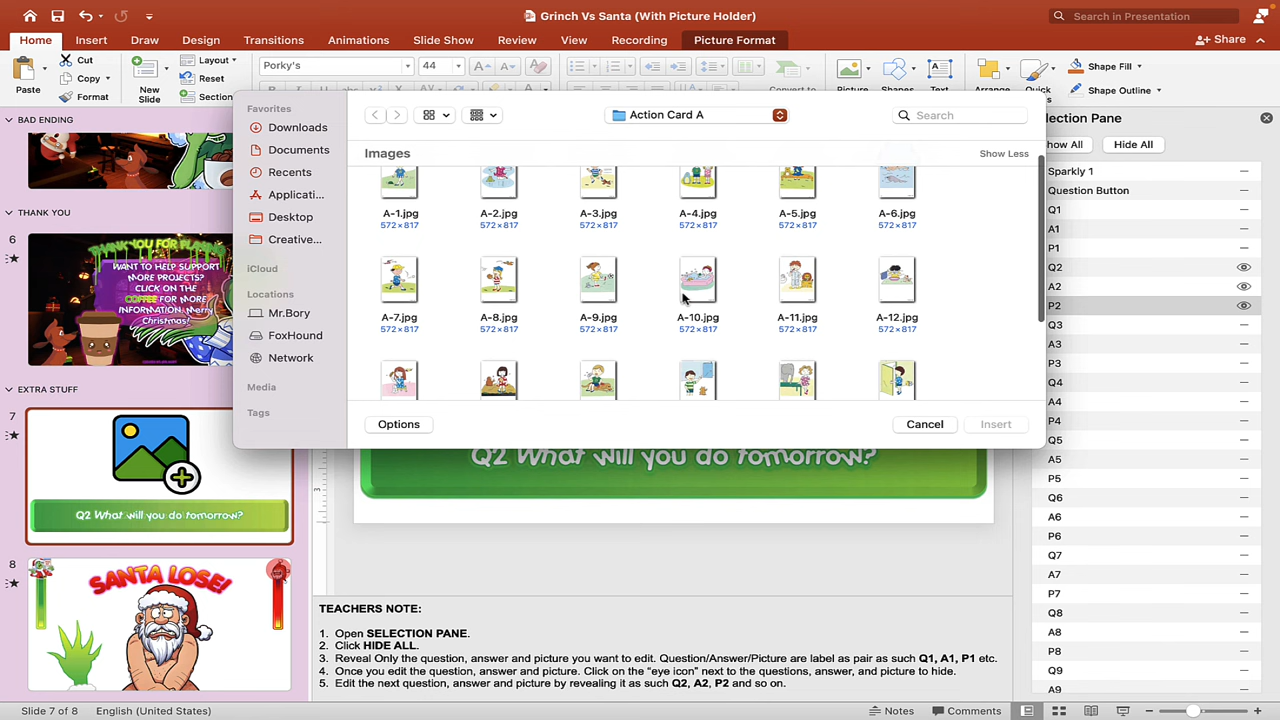 Grinch Vs Santa (With Picture Holder)
Search in Presentation
Home Insert Draw Design Transitions Animations Slide Show Review View Recording Picture Format
Share
Paste
Cut
Copy
Format
New
Slide
Layout
Reset
Section
Porky's 44
Picture Shapes Text Arrange Quick
Convert to
Shape Fill
Shape Outline
BAD ENDING
THANK YOU
6
THANK YOU FOR PLAYING
WANT TO HELP SUPPORT
MORE PROJECTS?
CLICK ON THE
COFFEE FOR MORE
INFORMATION. Merry
Christmas!
EXTRA STUFF
7
Q2 What will you do tomorrow?
8
SANTA LOSE!
Favorites
Downloads
Documents
Recents
Applicati...
Desktop
Creative...
iCloud
Locations
Mr.Bory
FoxHound
Network
Media
Tags
Action Card A
Search
Images
Show Less
A-1.jpg A-2.jpg A-3.jpg A-4.jpg A-5.jpg A-6.jpg
572×817 572×817 572×817 572×817 572×817 572×817
A-7.jpg A-8.jpg A-9.jpg A-10.jpg A-11.jpg A-12.jpg
572×817 572×817 572×817 572×817 572×817 572×817
Options
Cancel
Insert
Q2 What will you do tomorrow?
TEACHERS NOTE:
1. Open SELECTION PANE.
2. Click HIDE ALL.
3. Reveal Only the question, answer and picture you want to edit. Question/Answer/Picture are label as pair as such Q1, A1, P1 etc.
4. Once you edit the question, answer and picture. Click on the "eye icon" next to the questions, answer, and picture to hide.
5. Edit the next question, answer and picture by revealing it as such Q2, A2, P2 and so on.
lection Pane
how All
Hide All
Sparkly 1
Question Button
Q1
A1
P1
Q2
A2
P2
Q3
A3
P3
Q4
A4
P4
Q5
A5
P5
Q6
A6
P6
Q7
A7
P7
Q8
A8
P8
Q9
A9
Slide 7 of 8
English (United States)
Notes
Comments